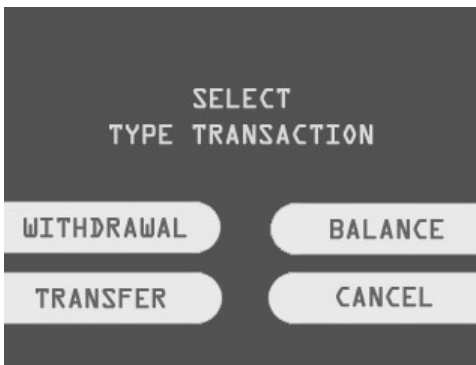 SELECT
TYPE TRANSACTION
WITHDRAWAL
BALANCE
TRANSFER
CANCEL